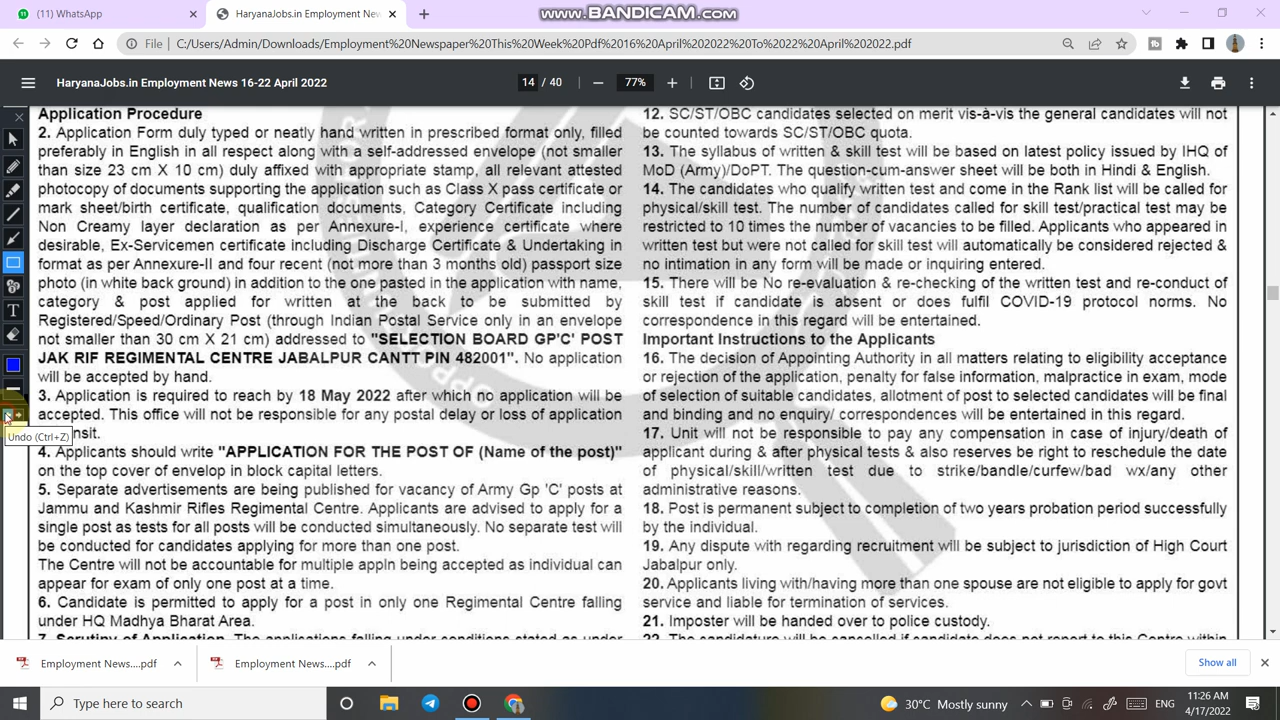 (11) WhatsApp
HaryanaJobs.in Employment New
www.BANDICAM.com
File
C:/Users/Admin/Downloads/Employment%20Newspaper%20This%20Week%20Pdf%2016%20April%202022%20To%2022%20April%202022.pdf
HaryanaJobs.in Employment News 16-22 April 2022
14 / 40
77%
Application Procedure
2. Application Form duly typed or neatly hand written in prescribed format only, filled
preferably in English in all respect along with a self-addressed envelope (not smaller
than size 23 cm X 10 cm) duly affixed with appropriate stamp, all relevant attested
photocopy of documents supporting the application such as Class X pass certificate or
mark sheet/birth certificate, qualification documents, Category Certificate including
Non Creamy layer declaration as per Annexure-I, experience certificate where
desirable, Ex-Servicemen certificate including Discharge Certificate & Undertaking in
format as per Annexure-II and four recent (not more than 3 months old) passport size
photo (in white back ground) in addition to the one pasted in the application with name,
category & post applied for written at the back to be submitted by
Registered/Speed/Ordinary Post (through Indian Postal Service only in an envelope
not smaller than 30 cm X 21 cm) addressed to "SELECTION BOARD GP'C' POST
JAK RIF REGIMENTAL CENTRE JABALPUR CANTT PIN 482001". No application
will be accepted by hand.
3. Application is required to reach by 18 May 2022 after which no application will be
accepted. This office will not be responsible for any postal delay or loss of application
nsit.
Undo (Ctrl+Z)
4. Applicants should write "APPLICATION FOR THE POST OF (Name of the post)"
on the top cover of envelop in block capital letters.
5. Separate advertisements are being published for vacancy of Army Gp 'C' posts at
Jammu and Kashmir Rifles Regimental Centre. Applicants are advised to apply for a
single post as tests for all posts will be conducted simultaneously. No separate test will
be conducted for candidates applying for more than one post.
The Centre will not be accountable for multiple appln being accepted as individual can
appear for exam of only one post at a time.
6. Candidate is permitted to apply for a post in only one Regimental Centre falling
under HQ Madhya Bharat Area.
7. Scrutiny of Application. The applications falling under conditions stated as under
12. SC/ST/OBC candidates selected on merit vis-à-vis the general candidates will not
be counted towards SC/ST/OBC quota.
13. The syllabus of written & skill test will be based on latest policy issued by IHQ of
MoD (Army)/DoPT. The question-cum-answer sheet will be both in Hindi & English.
14. The candidates who qualify written test and come in the Rank list will be called for
physical/skill test. The number of candidates called for skill test/practical test may be
restricted to 10 times the number of vacancies to be filled. Applicants who appeared in
written test but were not called for skill test will automatically be considered rejected &
no intimation in any form will be made or inquiring entered.
15. There will be No re-evaluation & re-checking of the written test and re-conduct of
skill test if candidate is absent or does fulfil COVID-19 protocol norms. No
correspondence in this regard will be entertained.
Important Instructions to the Applicants
16. The decision of Appointing Authority in all matters relating to eligibility acceptance
or rejection of the application, penalty for false information, malpractice in exam, mode
of selection of suitable candidates, allotment of post to selected candidates will be final
and binding and no enquiry/ correspondences will be entertained in this regard.
17. Unit will not be responsible to pay any compensation in case of injury/death of
applicant during & after physical tests & also reserves be right to reschedule the date
of physical/skill/written test due to strike/bandle/curfew/bad wx/any other
administrative reasons.
18. Post is permanent subject to completion of two years probation period successfully
by the individual.
19. Any dispute with regarding recruitment will be subject to jurisdiction of High Court
Jabalpur only.
20. Applicants living with/having more than one spouse are not eligible to apply for govt
service and liable for termination of services.
21. Imposter will be handed over to police custody.
22. The candidature will be cancelled if candidate does not report to this Centre within
Employment News....pdf
Employment News....pdf
Show all
Type here to search
30°C Mostly sunny
ENG
11:26 AM
4/17/2022